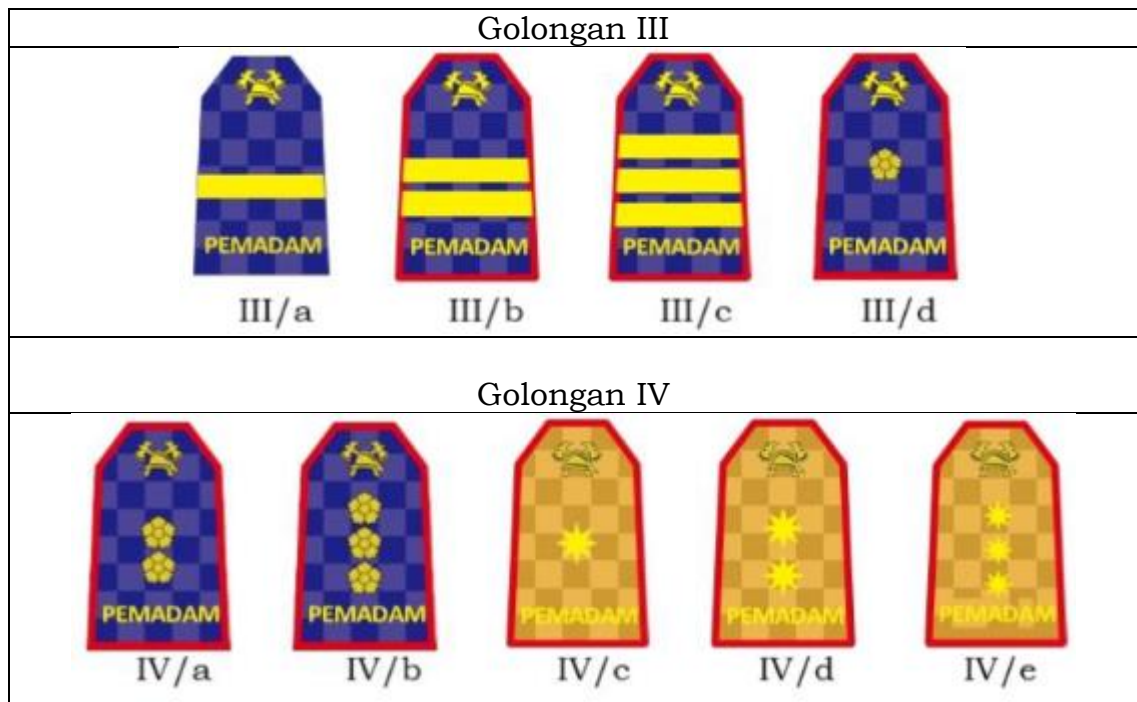 Golongan III
PEMADAM PEMADAM PEMADAM PEMADAM
III/a III/b III/c III/d
Golongan IV
PEMADAM PEMADAM PEMADAM PEMADAM PEMADAM
IV/a IV/b IV/c IV/d IV/e